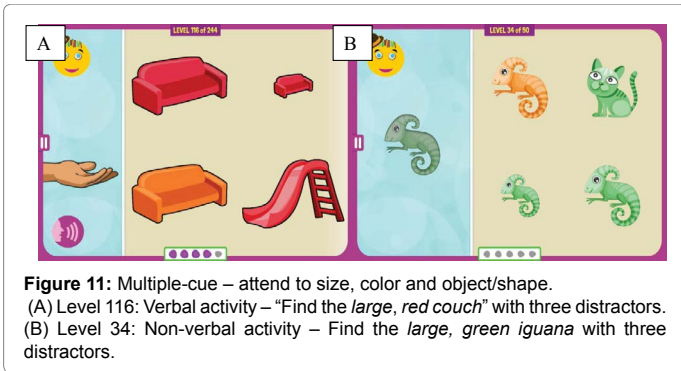 A
LEVEL 116 of 244
B
LEVEL 34 of 50
Figure 11: Multiple-cue – attend to size, color and object/shape.
(A) Level 116: Verbal activity – “Find the large, red couch” with three distractors.
(B) Level 34: Non-verbal activity – Find the large, green iguana with three
distractors.